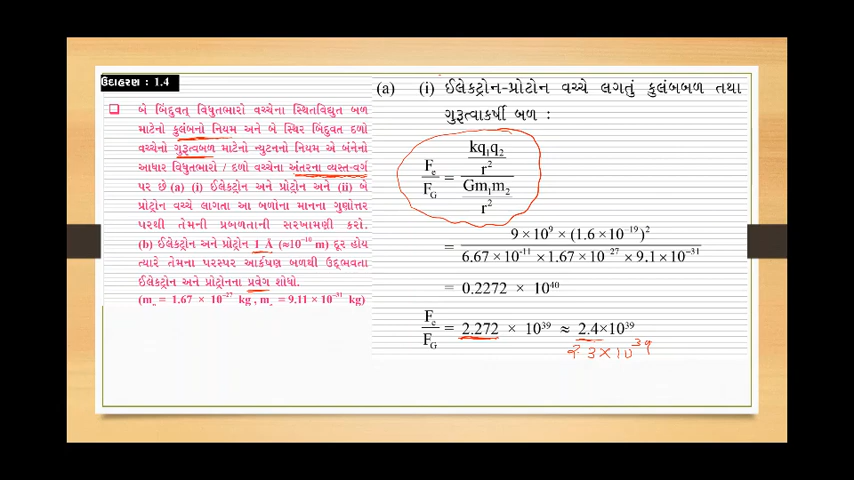 ઉદાહરણ : 1.4
❑ બે બિંદુવત્ વિધુતભારો વચ્ચેના સ્થિતવિદ્યુત બળ
માટેનો કુલંબનો નિયમ અને બે સ્થિર બિંદુવત દળો
વચ્ચેનો ગુરુત્વબળ માટેનો ન્યુટનનો નિયમ એ બંનેનો
આધાર વિધુતભારો / દળો વચ્ચેના અંતરના વ્યસ્ત-વર્ગ
પર છે (a) (i) ઈલેક્ટ્રોન અને પ્રોટોન અને (ii) બે
પ્રોટોન વચ્ચે લાગતા આ બળોના માનના ગુણોત્તર
પરથી તેમની પ્રબળતાની સરખામણી કરો.
(b) ઈલેક્ટ્રોન અને પ્રોટોન 1 Å (≈10⁻¹⁰ m) દૂર હોય
ત્યારે તેમના પરસ્પર આર્કષણ બળથી ઉદ્ભવતા
ઈલેક્ટ્રોન અને પ્રોટોનના પ્રવેગ શોધો.
= 1.67 × 10⁻²⁷ kg , = 9.11 × 10⁻³¹ kg)
(a) (i) ઈલેક્ટ્રોન-પ્રોટોન વચ્ચે લગતું કુલંબબળ તથા
ગુરૂત્વાકર્ષી બળ :
Fₑ/F_G = (kq₁q₂/r²)/(Gm₁m₂/r²)
= 9 × 10⁹ × (1.6 × 10⁻¹⁹)² / 6.67 × 10⁻¹¹ × 1.67 × 10⁻²⁷ × 9.1 × 10⁻³¹
= 0.2272 × 10⁴⁰
Fₑ/F_G = 2.272 × 10³⁹ ≈ 2.4×10³⁹
2.3×10³⁹